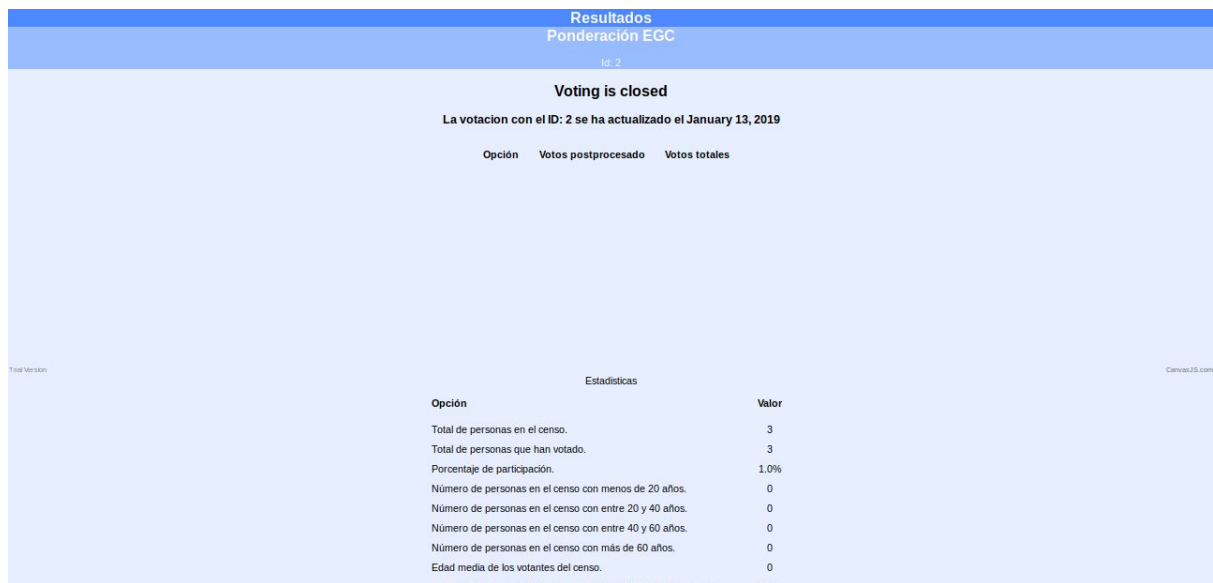 Resultados
Ponderación EGC
Id: 2
Voting is closed
La votacion con el ID: 2 se ha actualizado el January 13, 2019
Opción Votos postprocesado Votos totales
Trial Version CanvasJS.com
Estadisticas
Opción Valor
Total de personas en el censo. 3
Total de personas que han votado. 3
Porcentaje de participación. 1.0%
Número de personas en el censo con menos de 20 años. 0
Número de personas en el censo con entre 20 y 40 años. 0
Número de personas en el censo con entre 40 y 60 años. 0
Número de personas en el censo con más de 60 años. 0
Edad media de los votantes del censo. 0